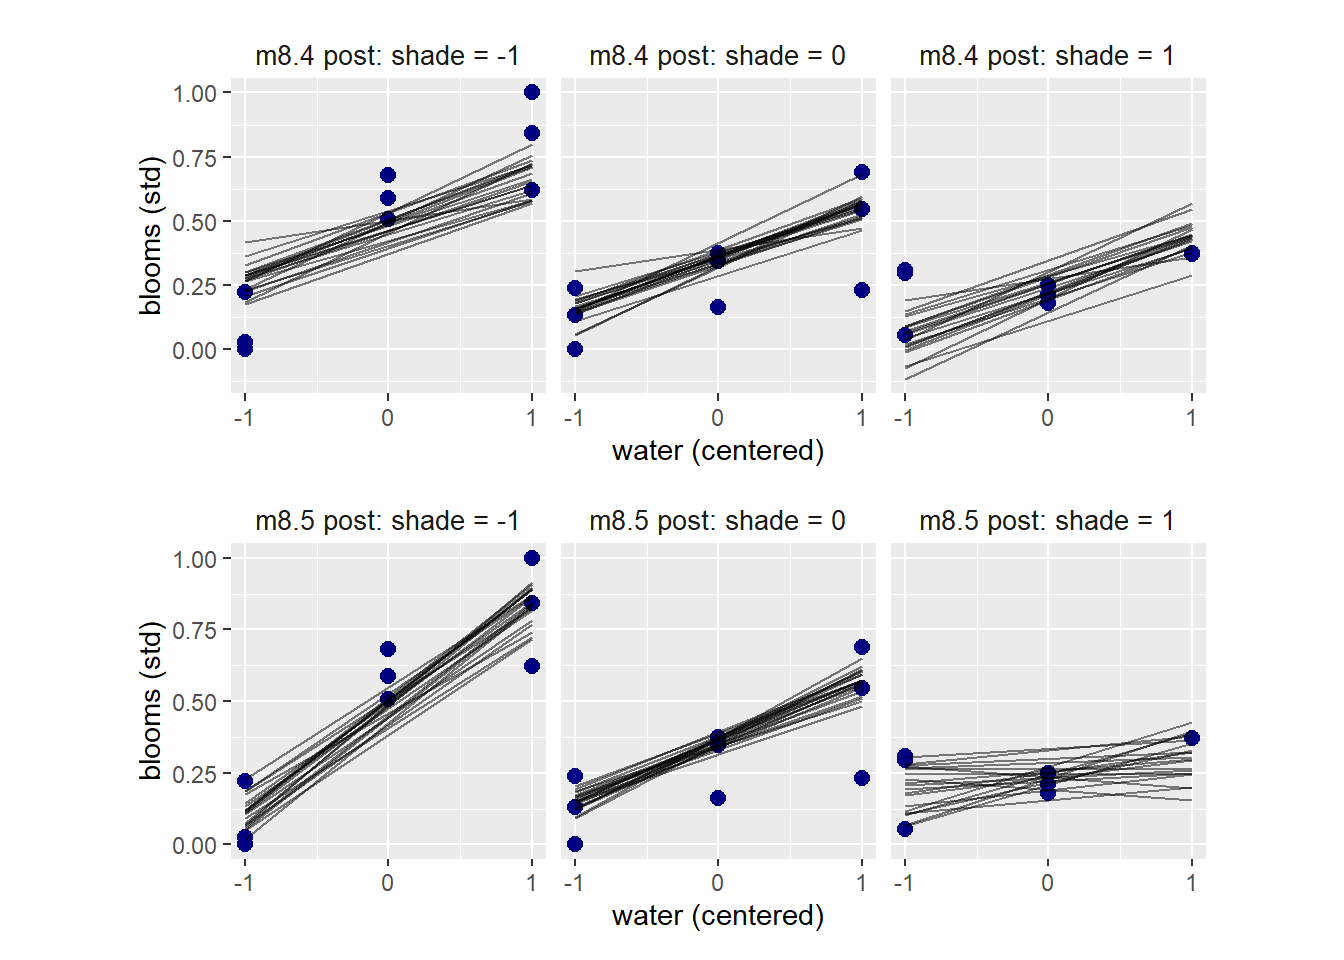 m8.4 post: shade = -1 m8.4 post: shade = 0 m8.4 post: shade = 1
1.00
0.75
0.50
0.25
0.00
blooms (std)
-1 0 1 -1 0 1 -1 0 1
water (centered)
m8.5 post: shade = -1 m8.5 post: shade = 0 m8.5 post: shade = 1
1.00
0.75
0.50
0.25
0.00
blooms (std)
-1 0 1 -1 0 1 -1 0 1
water (centered)